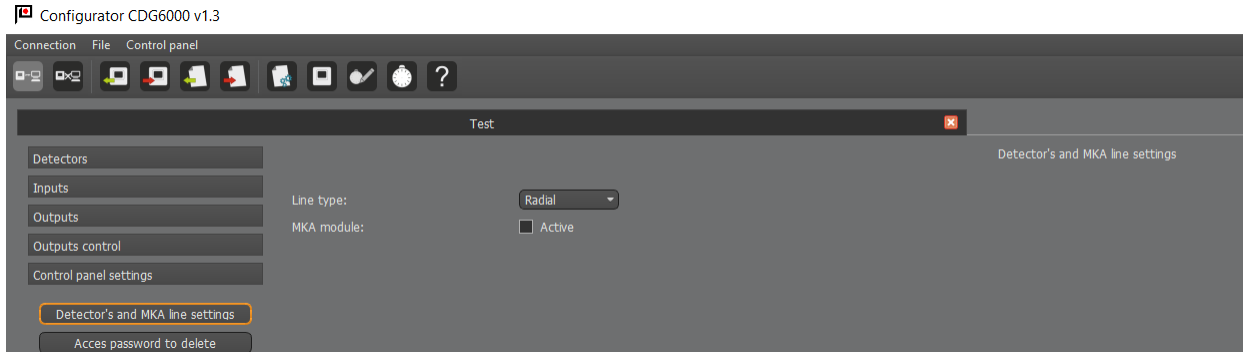 Configurator CDG6000 v1.3
Connection File Control panel
?
Test
Detectors
Detector's and MKA line settings
Inputs
Line type: Radial
Outputs
MKA module: Active
Outputs control
Control panel settings
Detector's and MKA line settings
Acces password to delete